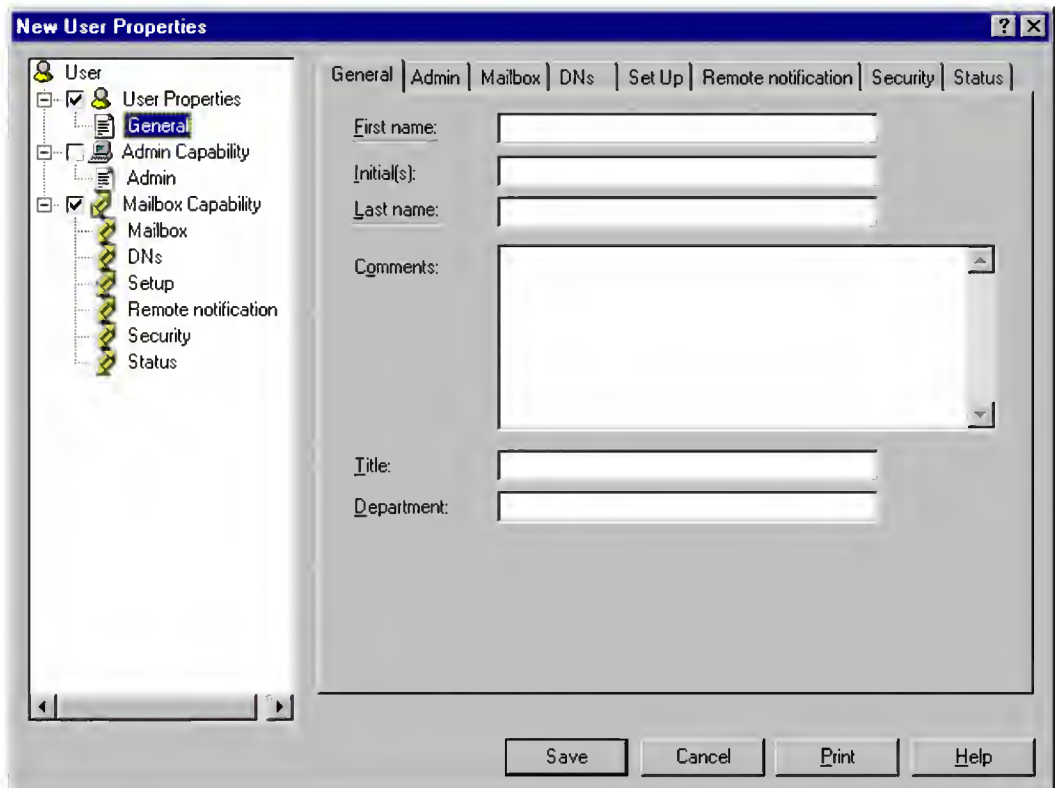 New User Properties
User
User Properties
General
Admin Capability
Admin
Mailbox Capability
Mailbox
DNs
Setup
Remote notification
Security
Status
General Admin Mailbox DNs Set Up Remote notification Security Status
First name:
Initial(s):
Last name:
Comments:
Title:
Department:
Save Cancel Print Help